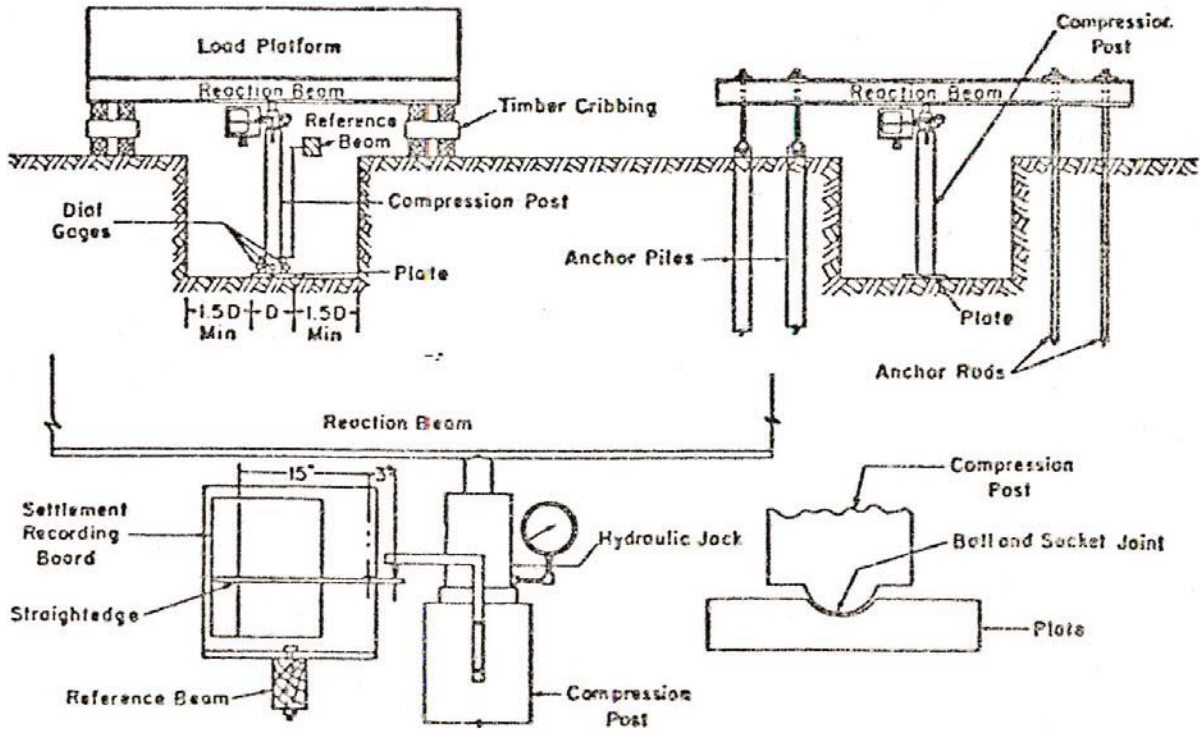 Load Platform
Reaction Beam
Timber Cribbing
Reference
Beam
Compression Post
Dial
Gages
Plate
1.5D
Min
D
1.5D
Min
Compression
Post
Reaction Beam
Anchor Piles
Plate
Anchor Rods
Reaction Beam
15"
3"
Settlement
Recording
Board
Straightedge
Reference Beam
Hydraulic Jack
Compression
Post
Compression
Post
Ball and Socket Joint
Plate